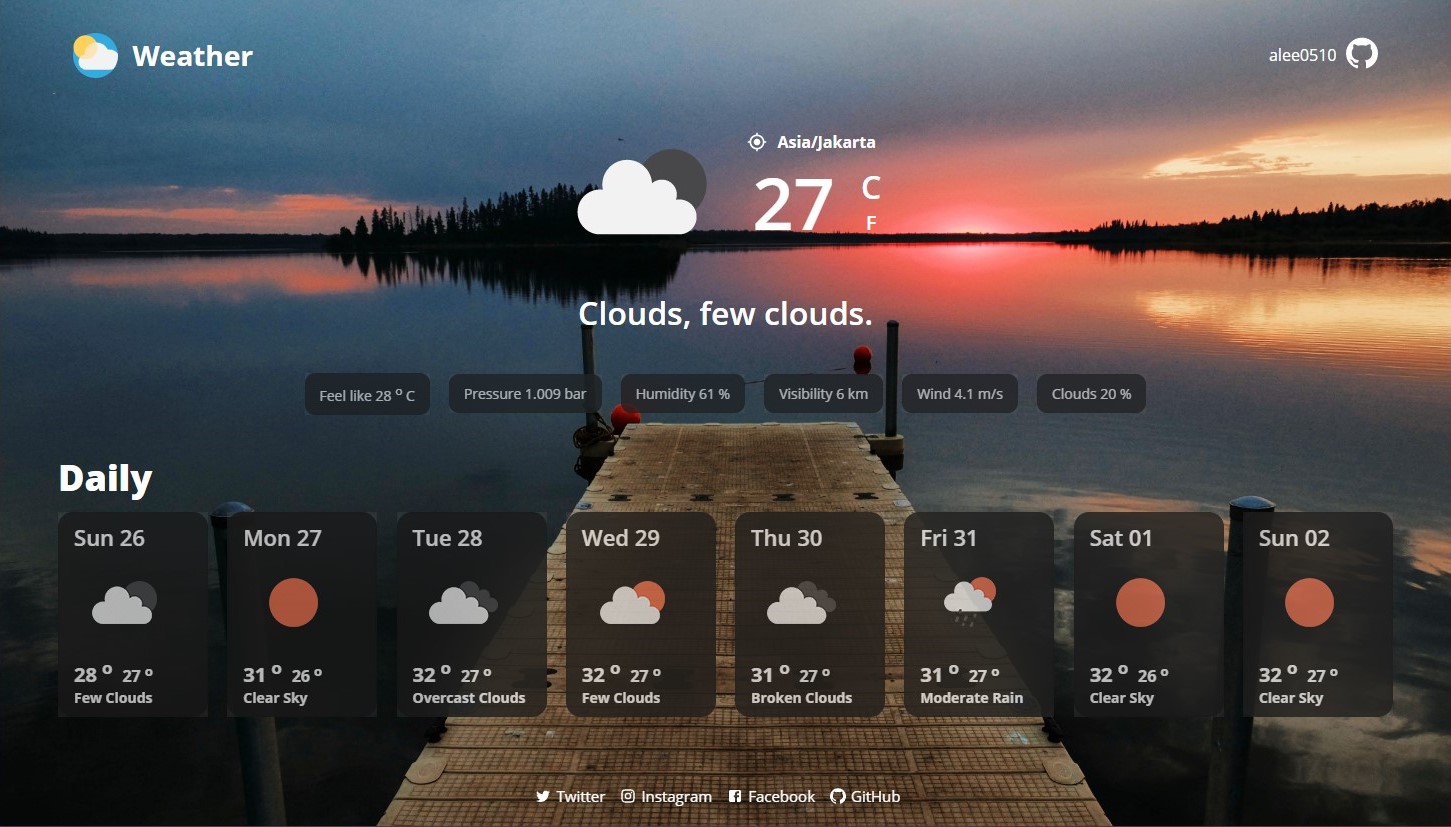 Weather
alee0510
Asia/Jakarta
27 C
F
Clouds, few clouds.
Feel like 28 º C
Pressure 1.009 bar
Humidity 61 %
Visibility 6 km
Wind 4.1 m/s
Clouds 20 %
Daily
Sun 26
28 º 27 º
Few Clouds
Mon 27
31 º 26 º
Clear Sky
Tue 28
32 º 27 º
Overcast Clouds
Wed 29
32 º 27 º
Few Clouds
Thu 30
31 º 27 º
Broken Clouds
Fri 31
31 º 27 º
Moderate Rain
Sat 01
32 º 26 º
Clear Sky
Sun 02
32 º 27 º
Clear Sky
Twitter Instagram Facebook GitHub